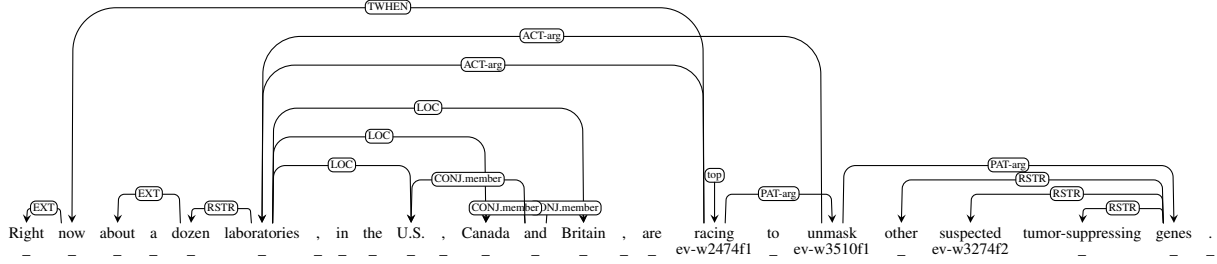 TWHEN
ACT-arg
ACT-arg
LOC
LOC
LOC
PAT-arg
top
CONJ.member
RSTR
EXT
PAT-arg
RSTR
EXT
RSTR
CONJ.member
ONJ.member
RSTR
Right now about a dozen laboratories , in the U.S. , Canada and Britain , are racing to unmask other suspected tumor-suppressing genes .
_ _ _ _ _ _ _ _ _ _ _ _ _ _ _ ev-w2474f1 _ ev-w3510f1 _ ev-w3274f2 _ _ _